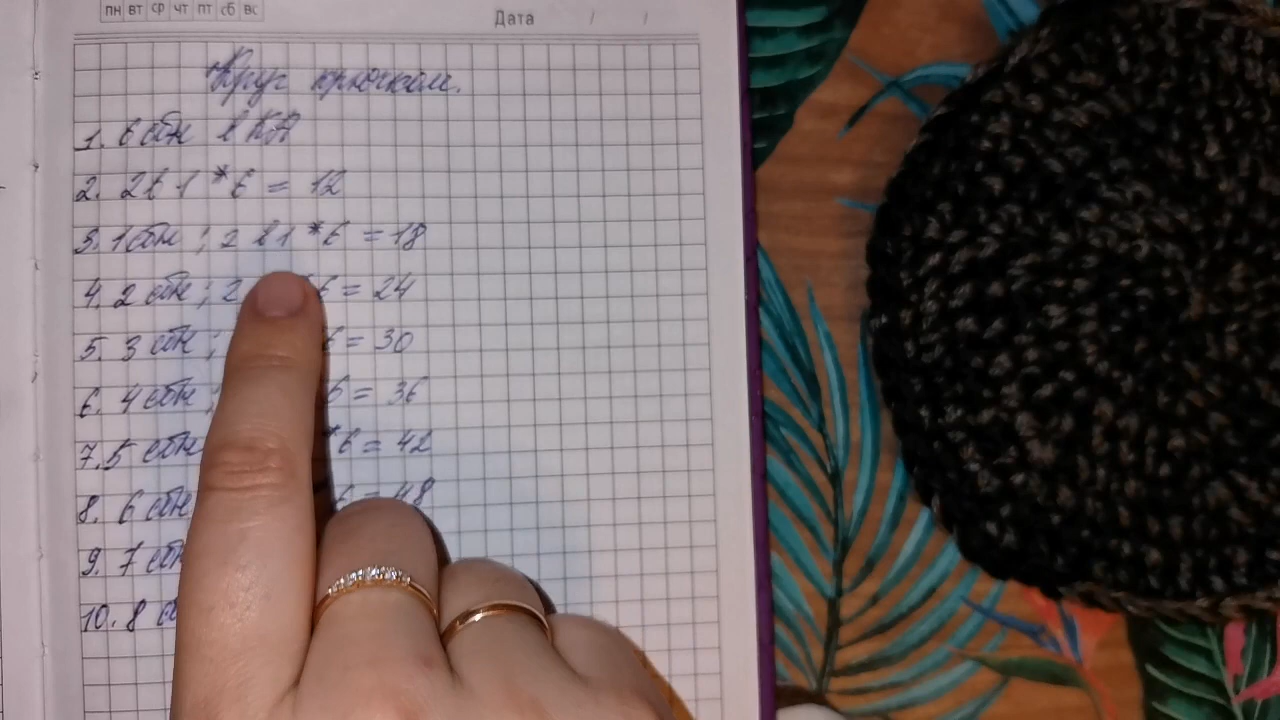 пн вт ср чт пт сб вс
Дата / /
Круг крючком.
1. 6 сбн в КА
2. 2 в 1 *6 = 12
3. 1 сбн ; 2 в 1 *6 = 18
4. 2 сбн ; 2 6 = 24
5. 3 сбн ; 6 = 30
6. 4 сбн ; 6 = 36
7. 5 сбн *6 = 42
8. 6 сбн 6 = 48
9. 7 сбн
10. 8 сб